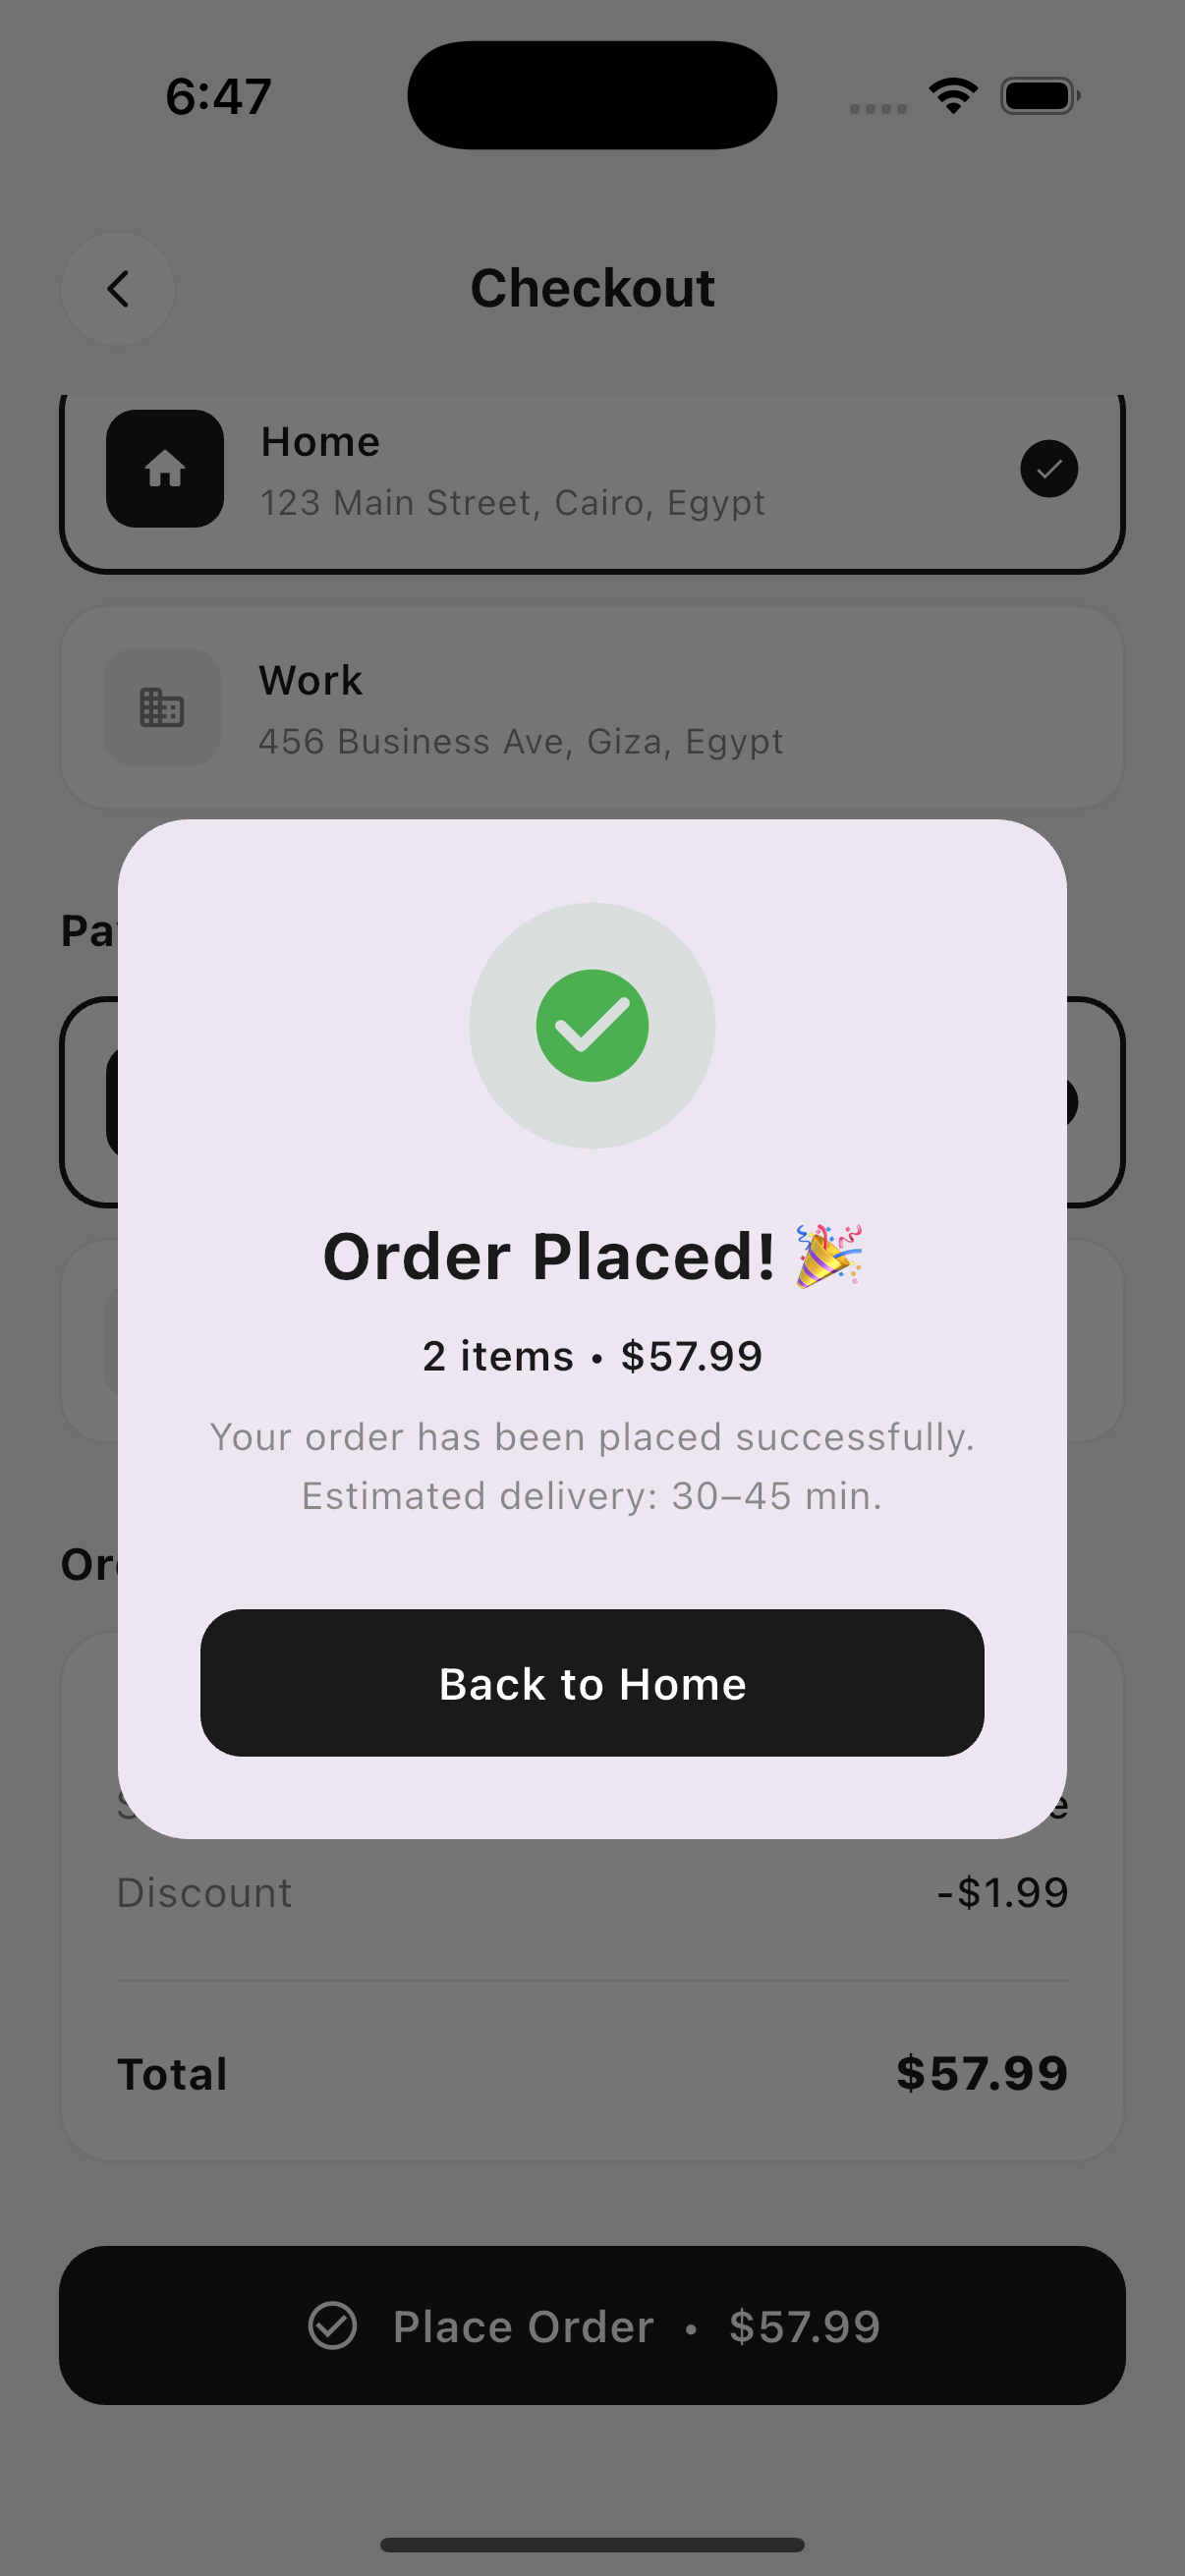 6:47
Checkout
Home
123 Main Street, Cairo, Egypt
Work
456 Business Ave, Giza, Egypt
Order Placed! 🎉
2 items • $57.99
Your order has been placed successfully.
Estimated delivery: 30–45 min.
Back to Home
Discount -$1.99
Total $57.99
Place Order • $57.99